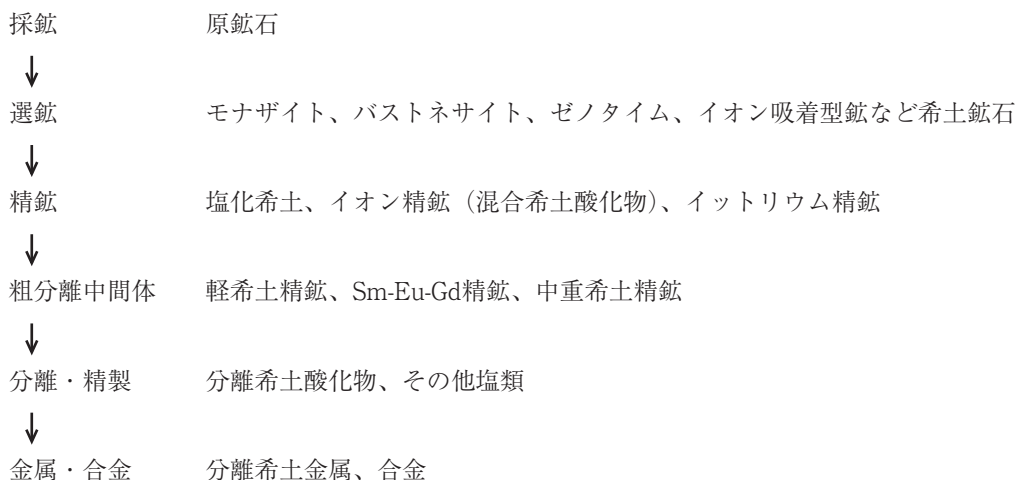 採鉱 原鉱石
↓
選鉱 モナザイト、バストネサイト、ゼノタイム、イオン吸着型鉱など希土鉱石
↓
精鉱 塩化希土、イオン精鉱（混合希土酸化物）、イットリウム精鉱
↓
粗分離中間体 軽希土精鉱、Sm-Eu-Gd精鉱、中重希土精鉱
↓
分離・精製 分離希土酸化物、その他塩類
↓
金属・合金 分離希土金属、合金